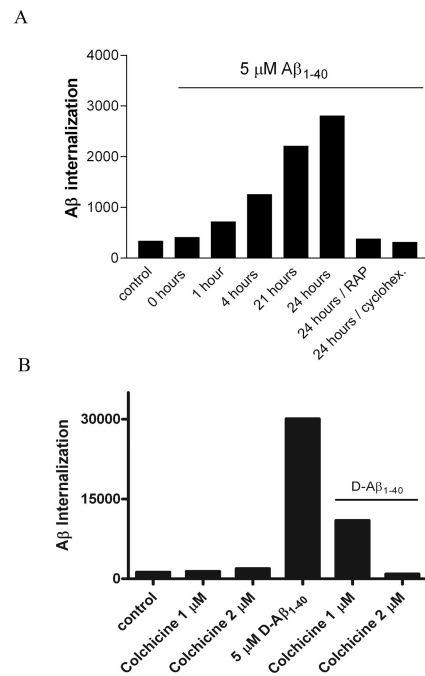 A
5 μM Aβ1-40
Aβ internalization
4000
3000
2000
1000
0
control
0 hours
1 hour
4 hours
21 hours
24 hours
24 hours / RAP
24 hours / cyclohex.
B
Aβ Internalization
30000
15000
0
D-Aβ1-40
control
Colchicine 1 μM
Colchicine 2 μM
5 μM D-Aβ1-40
Colchicine 1 μM
Colchicine 2 μM